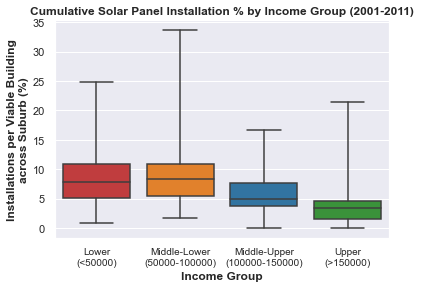 Cumulative Solar Panel Installation % by Income Group (2001-2011)
Installations per Viable Building
across Suburb (%)
35
30
25
20
15
10
5
0
Lower
(<50000)
Middle-Lower
(50000-100000)
Middle-Upper
(100000-150000)
Upper
(>150000)
Income Group